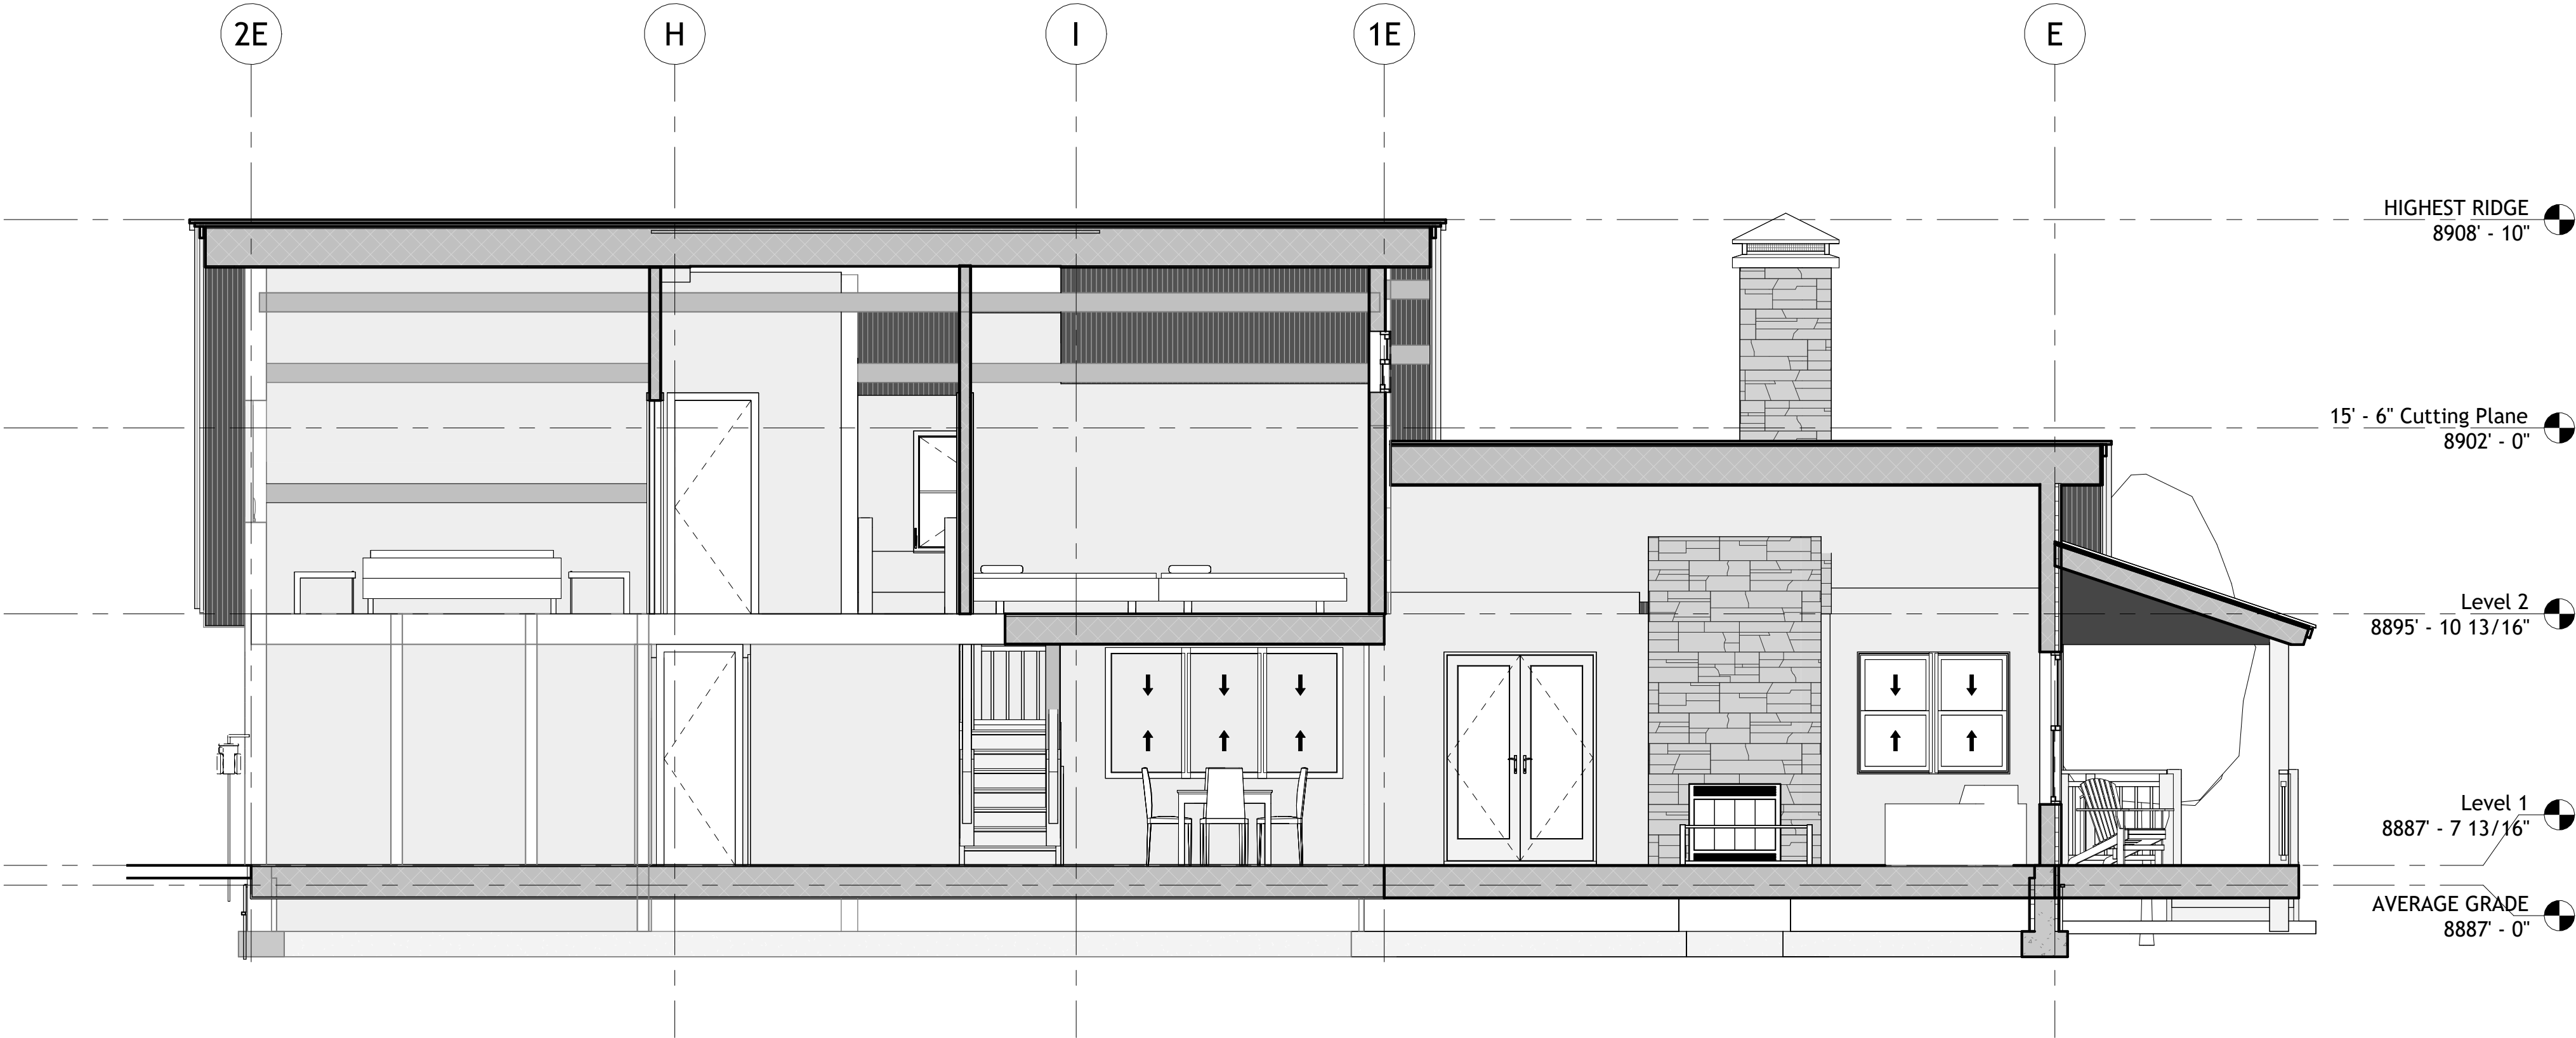 2E
H
I
1E
E
HIGHEST RIDGE
8908' - 10"
15' - 6" Cutting Plane
8902' - 0"
Level 2
8895' - 10 13/16"
Level 1
8887' - 7 13/16"
AVERAGE GRADE
8887' - 0"